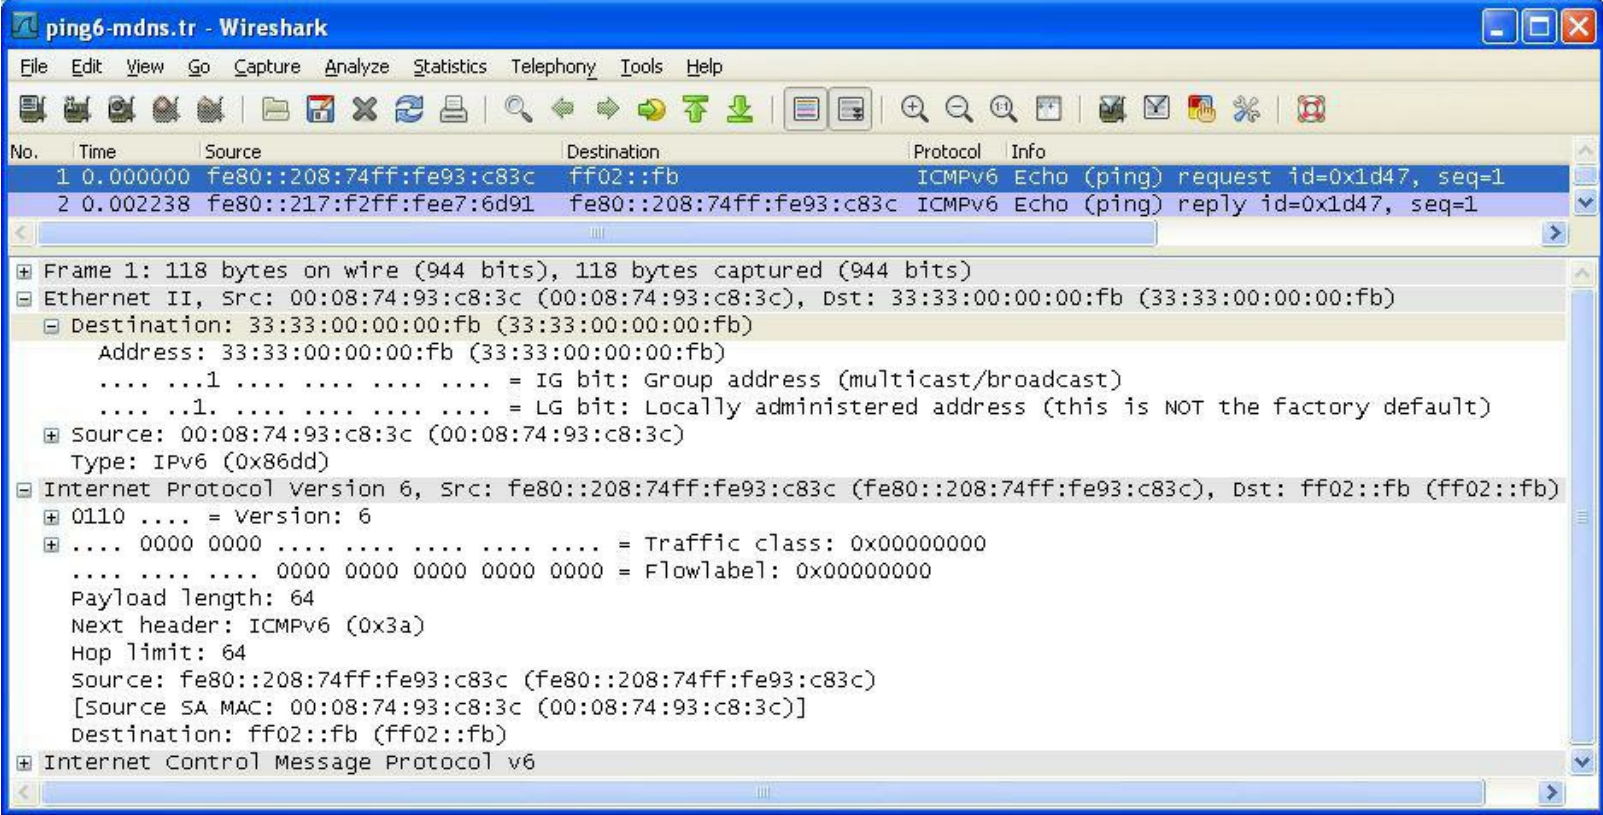 ping6-mdns.tr - Wireshark
File Edit View Go Capture Analyze Statistics Telephony Tools Help
No. Time Source Destination Protocol Info
1 0.000000 fe80::208:74ff:fe93:c83c ff02::fb ICMPv6 Echo (ping) request id=0x1d47, seq=1
2 0.002238 fe80::217:f2ff:fee7:6d91 fe80::208:74ff:fe93:c83c ICMPv6 Echo (ping) reply id=0x1d47, seq=1
Frame 1: 118 bytes on wire (944 bits), 118 bytes captured (944 bits)
Ethernet II, Src: 00:08:74:93:c8:3c (00:08:74:93:c8:3c), Dst: 33:33:00:00:00:fb (33:33:00:00:00:fb)
Destination: 33:33:00:00:00:fb (33:33:00:00:00:fb)
Address: 33:33:00:00:00:fb (33:33:00:00:00:fb)
.... ...1 .... .... .... .... = IG bit: Group address (multicast/broadcast)
.... ..1. .... .... .... .... = LG bit: Locally administered address (this is NOT the factory default)
Source: 00:08:74:93:c8:3c (00:08:74:93:c8:3c)
Type: IPv6 (0x86dd)
Internet Protocol Version 6, Src: fe80::208:74ff:fe93:c83c (fe80::208:74ff:fe93:c83c), Dst: ff02::fb (ff02::fb)
0110 .... = Version: 6
.... 0000 0000 .... .... .... .... .... = Traffic class: 0x00000000
.... .... .... 0000 0000 0000 0000 0000 = Flowlabel: 0x00000000
Payload length: 64
Next header: ICMPv6 (0x3a)
Hop limit: 64
Source: fe80::208:74ff:fe93:c83c (fe80::208:74ff:fe93:c83c)
[Source SA MAC: 00:08:74:93:c8:3c (00:08:74:93:c8:3c)]
Destination: ff02::fb (ff02::fb)
Internet Control Message Protocol v6